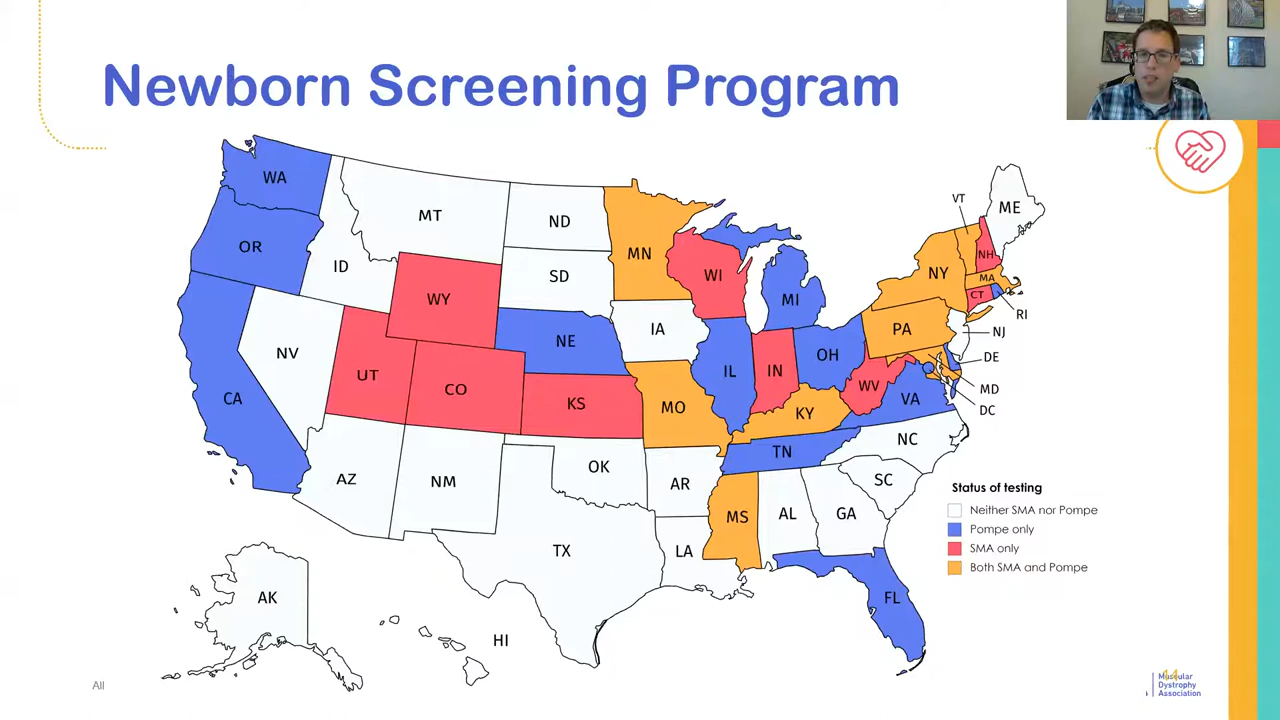 Newborn Screening Program
WA
OR
CA
NV
ID
MT
WY
UT
CO
AZ
NM
ND
SD
NE
KS
OK
TX
MN
IA
MO
AR
LA
WI
IL
MI
IN
OH
KY
TN
MS
AL
GA
FL
SC
NC
VA
WV
PA
NY
VT
NH
ME
MA
CT
RI
NJ
DE
MD
DC
AK
HI
Status of testing
Neither SMA nor Pompe
Pompe only
SMA only
Both SMA and Pompe
All
11
Muscular
Dystrophy
Association